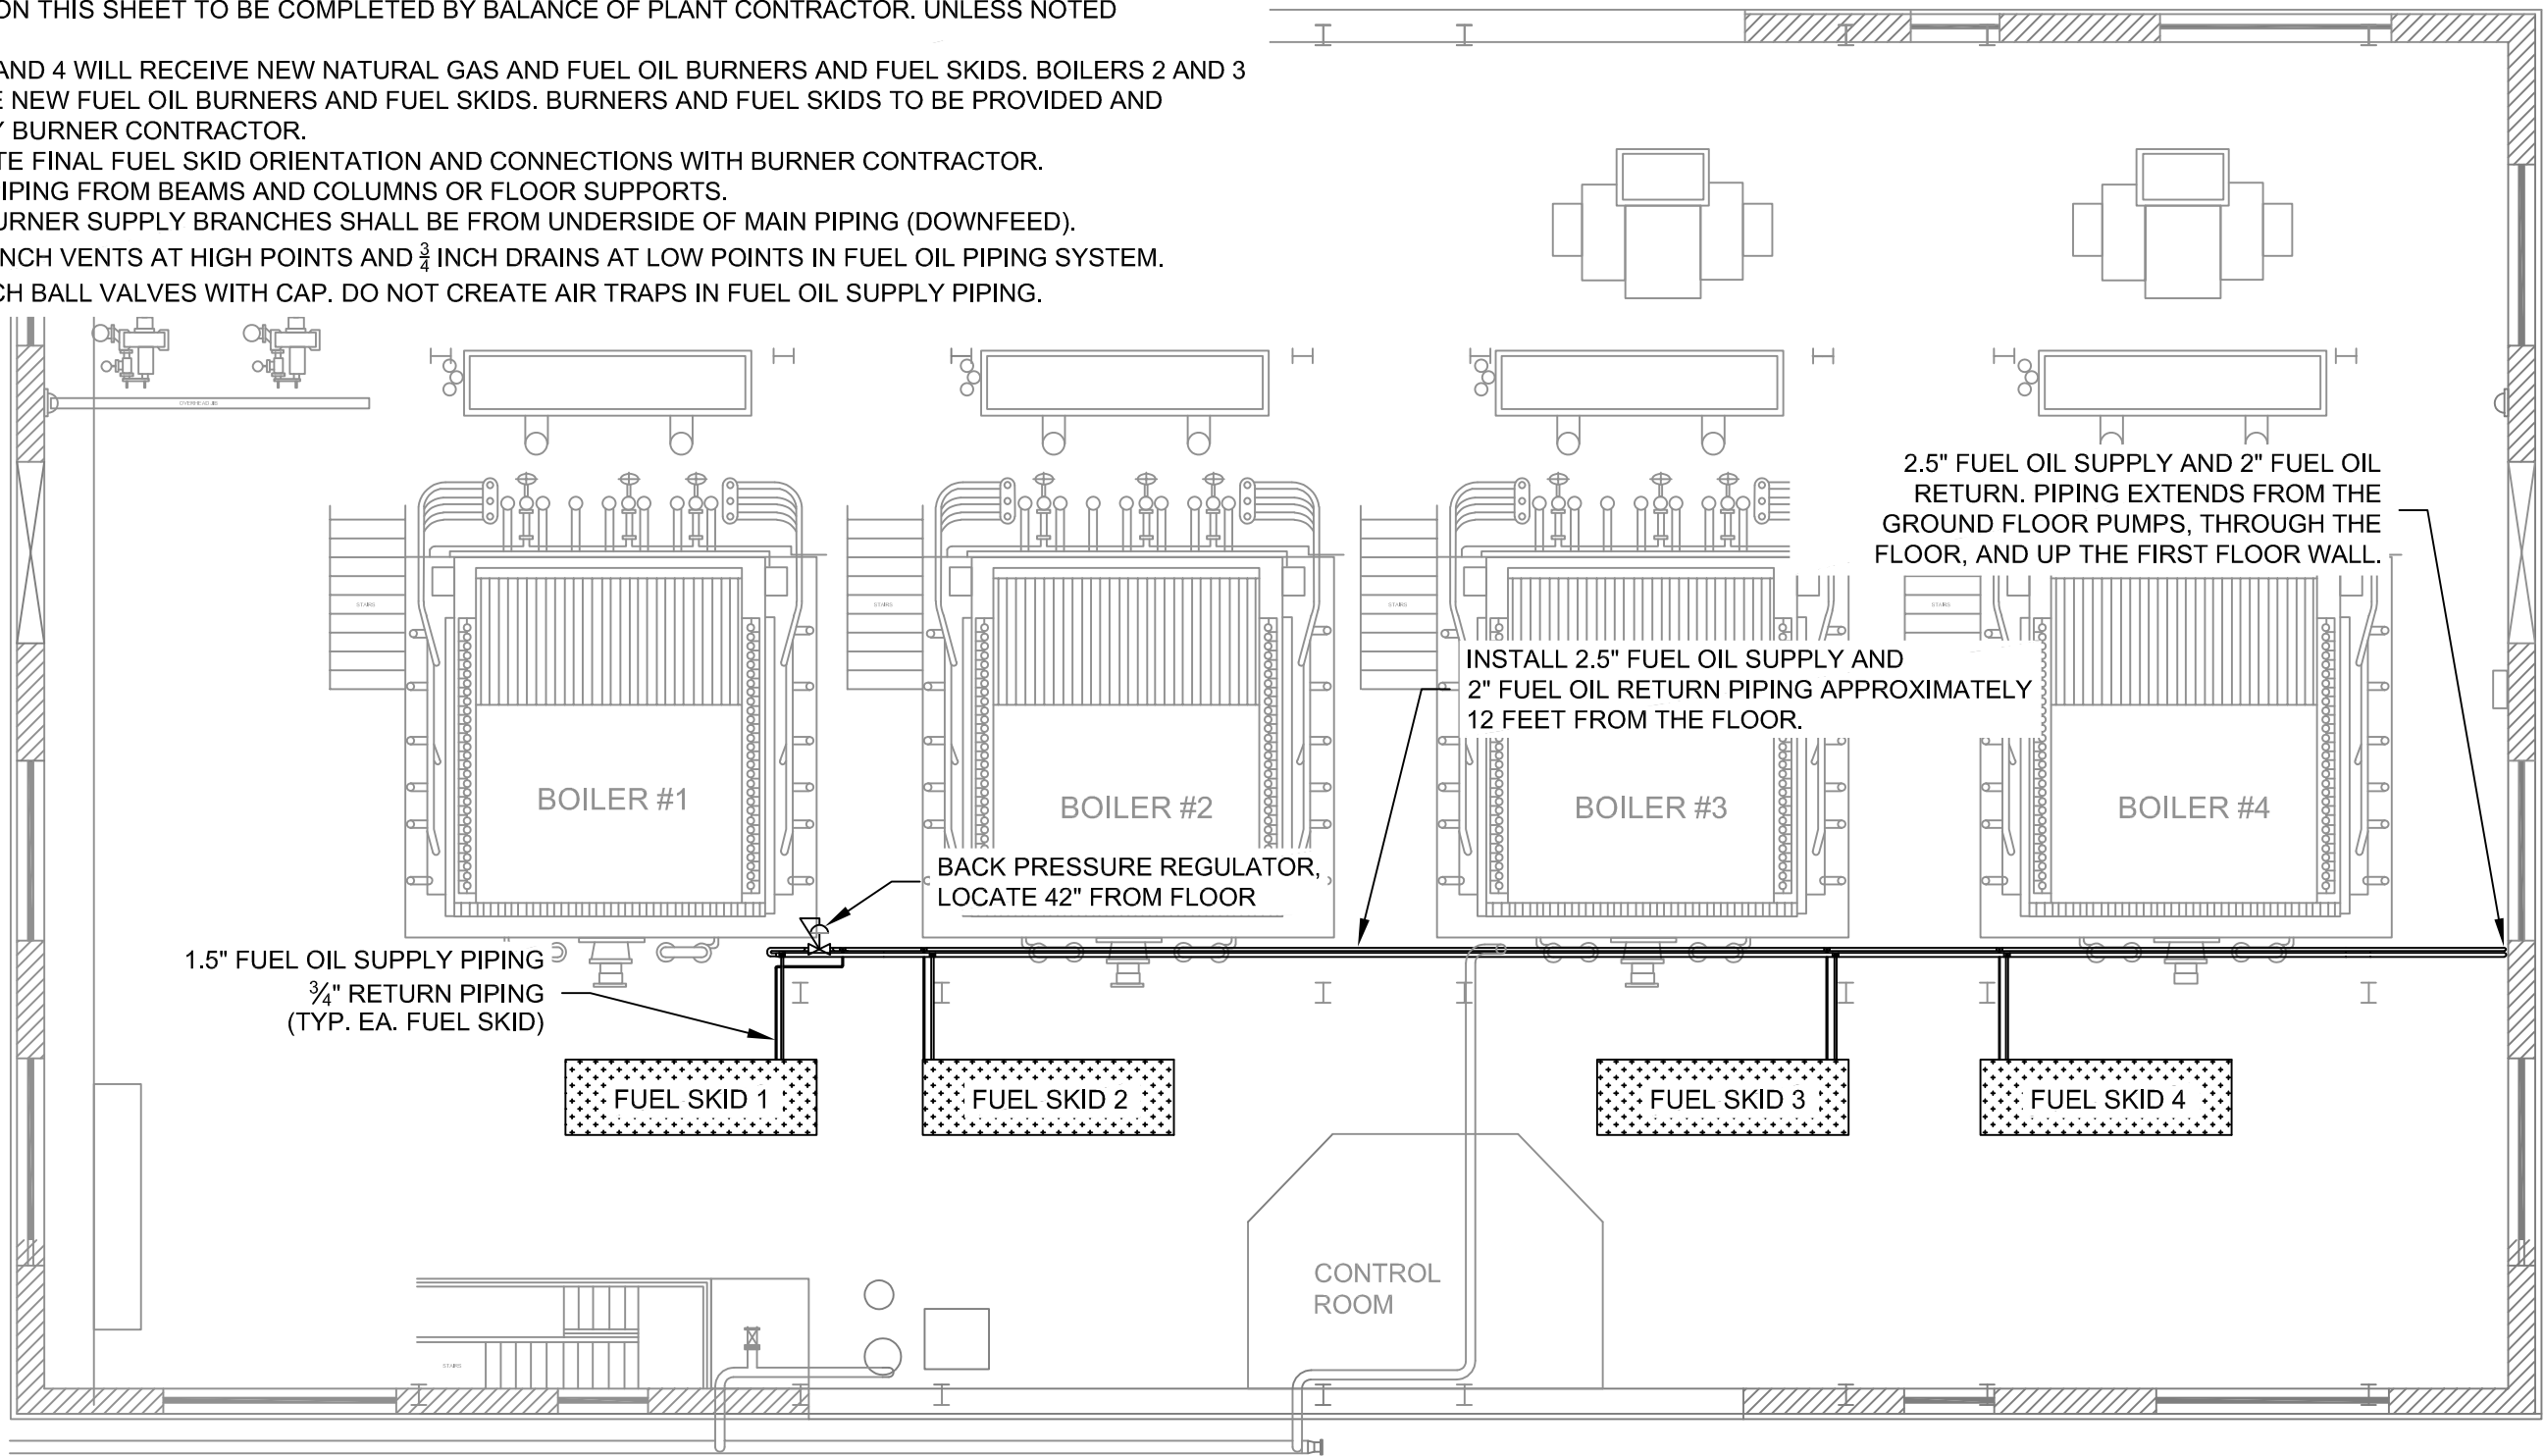 ON THIS SHEET TO BE COMPLETED BY BALANCE OF PLANT CONTRACTOR. UNLESS NOTED
AND 4 WILL RECEIVE NEW NATURAL GAS AND FUEL OIL BURNERS AND FUEL SKIDS. BOILERS 2 AND 3
NEW FUEL OIL BURNERS AND FUEL SKIDS. BURNERS AND FUEL SKIDS TO BE PROVIDED AND
BURNER CONTRACTOR.
FINAL FUEL SKID ORIENTATION AND CONNECTIONS WITH BURNER CONTRACTOR.
PIPING FROM BEAMS AND COLUMNS OR FLOOR SUPPORTS.
SUPPLY BRANCHES SHALL BE FROM UNDERSIDE OF MAIN PIPING (DOWNFEED).
INCH VENTS AT HIGH POINTS AND 3/4 INCH DRAINS AT LOW POINTS IN FUEL OIL PIPING SYSTEM.
BALL VALVES WITH CAP. DO NOT CREATE AIR TRAPS IN FUEL OIL SUPPLY PIPING.
OVERHEAD JIB
2.5" FUEL OIL SUPPLY AND 2" FUEL OIL
RETURN. PIPING EXTENDS FROM THE
GROUND FLOOR PUMPS, THROUGH THE
FLOOR, AND UP THE FIRST FLOOR WALL.
STAIRS
STAIRS
STAIRS
STAIRS
INSTALL 2.5" FUEL OIL SUPPLY AND
2" FUEL OIL RETURN PIPING APPROXIMATELY
12 FEET FROM THE FLOOR.
BOILER #1
BOILER #2
BOILER #3
BOILER #4
BACK PRESSURE REGULATOR,
LOCATE 42" FROM FLOOR
1.5" FUEL OIL SUPPLY PIPING
3/4" RETURN PIPING
(TYP. EA. FUEL SKID)
FUEL SKID 1
FUEL SKID 2
FUEL SKID 3
FUEL SKID 4
CONTROL
ROOM
STAIRS